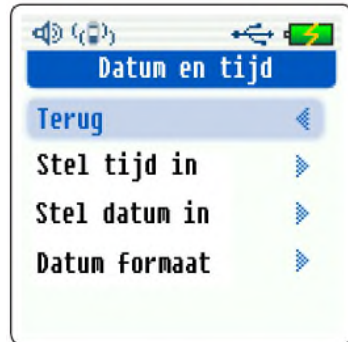 Datum en tijd
Terug
Stel tijd in
Stel datum in
Datum formaat